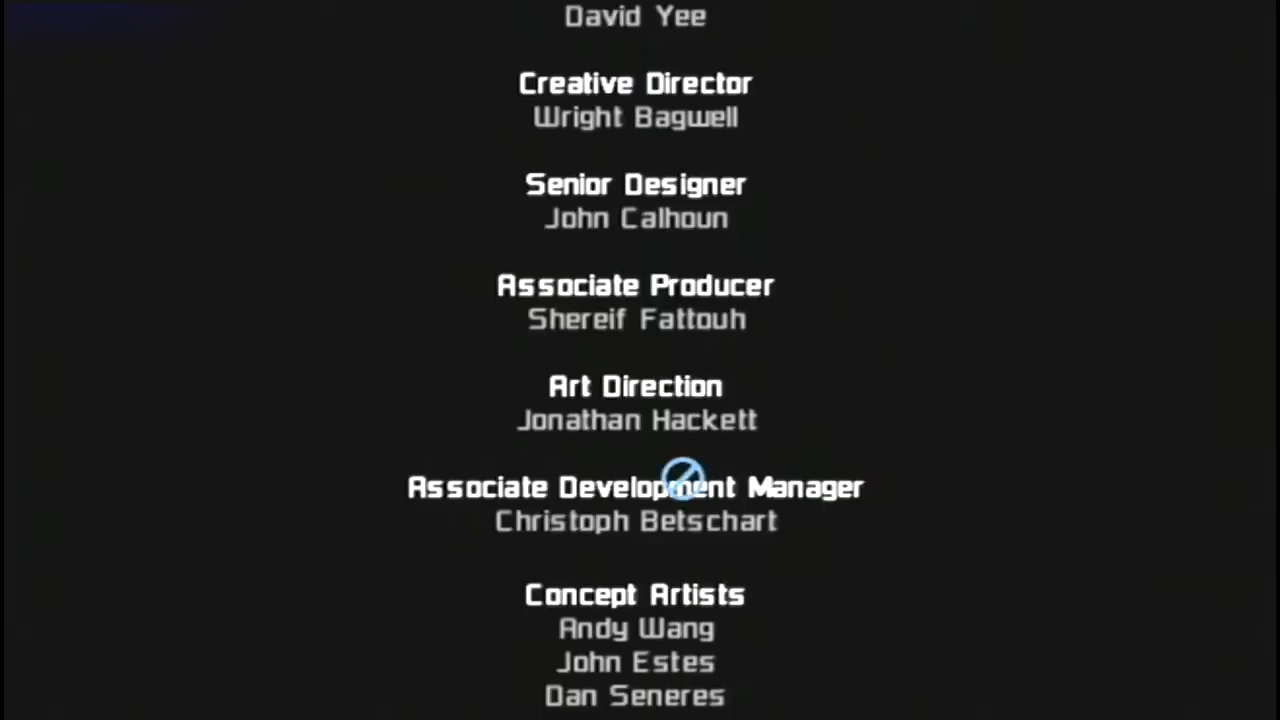 David Yee
Creative Director
Wright Bagwell
Senior Designer
John Calhoun
Associate Producer
Shereif Fattouh
Art Direction
Jonathan Hackett
Associate Development Manager
Christoph Betschart
Concept Artists
Andy Wang
John Estes
Dan Seneres